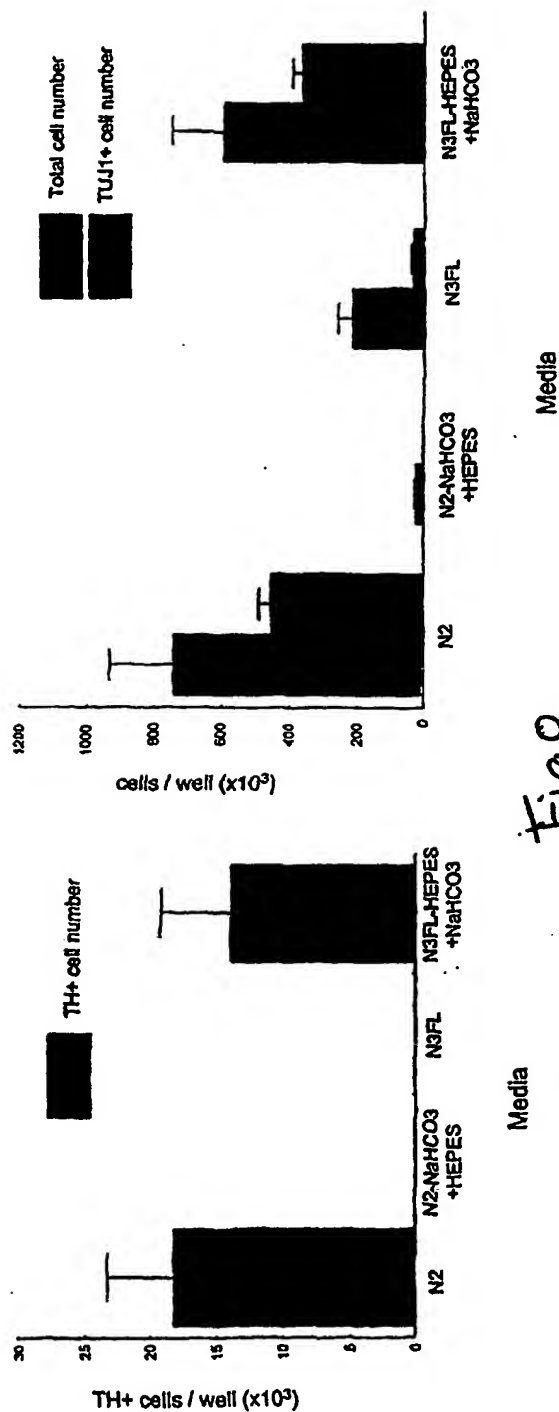 1200
1000
800
600
400
200
0
cells / well (x10³)
Total cell number
TUJ1+ cell number
N2
N2-NaHCO3
+HEPES
N3FL
N3FL-HEPES
+NaHCO3
Media
30
25
20
15
10
5
0
TH+ cells / well (x10³)
TH+ cell number
N2
N2-NaHCO3
+HEPES
N3FL
N3FL-HEPES
+NaHCO3
Media